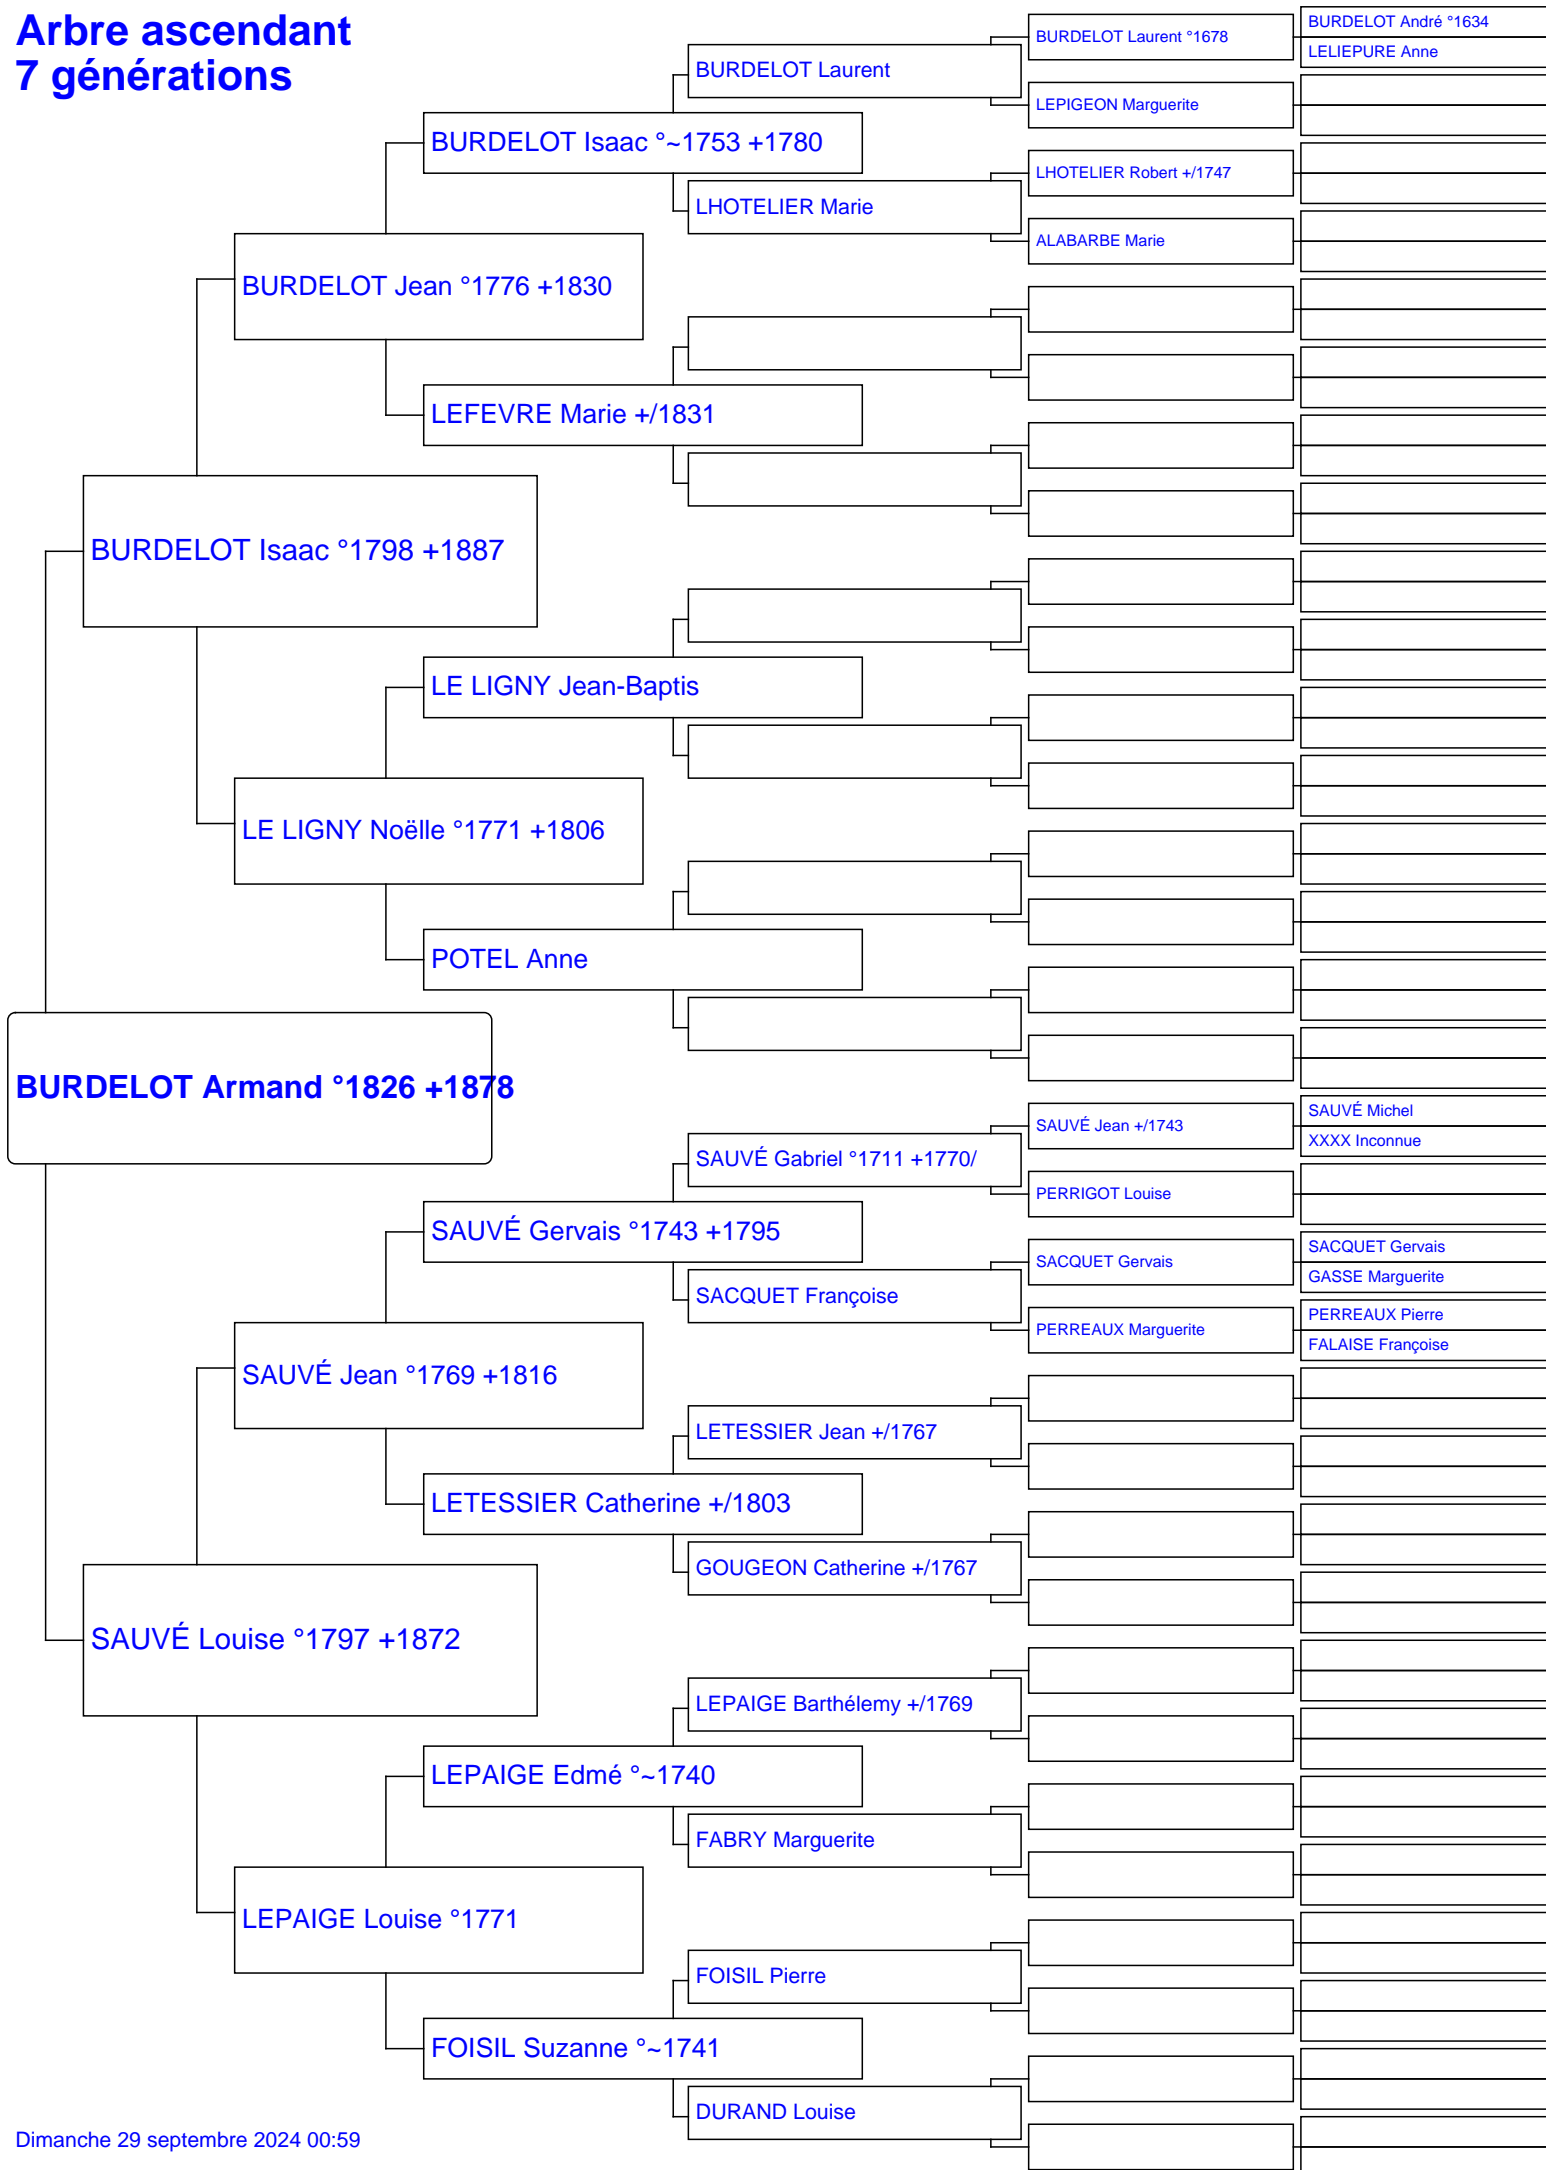 Arbre ascendant
7 générations
BURDELOT Armand °1826 +1878
BURDELOT Isaac °1798 +1887
SAUVÉ Louise °1797 +1872
BURDELOT Jean °1776 +1830
LE LIGNY Noëlle °1771 +1806
SAUVÉ Jean °1769 +1816
LEPAIGE Louise °1771
BURDELOT Isaac °~1753 +1780
LEFEVRE Marie +/1831
LE LIGNY Jean-Baptis
POTEL Anne
SAUVÉ Gervais °1743 +1795
LETESSIER Catherine +/1803
LEPAIGE Edmé °~1740
FOISIL Suzanne °~1741
BURDELOT Laurent
LHOTELIER Marie
SAUVÉ Gabriel °1711 +1770/
SACQUET Françoise
LETESSIER Jean +/1767
GOUGEON Catherine +/1767
LEPAIGE Barthélemy +/1769
FABRY Marguerite
FOISIL Pierre
DURAND Louise
BURDELOT Laurent °1678
LEPIGEON Marguerite
LHOTELIER Robert +/1747
ALABARBE Marie
SAUVÉ Jean +/1743
PERRIGOT Louise
SACQUET Gervais
PERREAUX Marguerite
BURDELOT André °1634
LELIEPURE Anne
SAUVÉ Michel
XXXX Inconnue
SACQUET Gervais
GASSE Marguerite
PERREAUX Pierre
FALAISE Françoise
Dimanche 29 septembre 2024 00:59